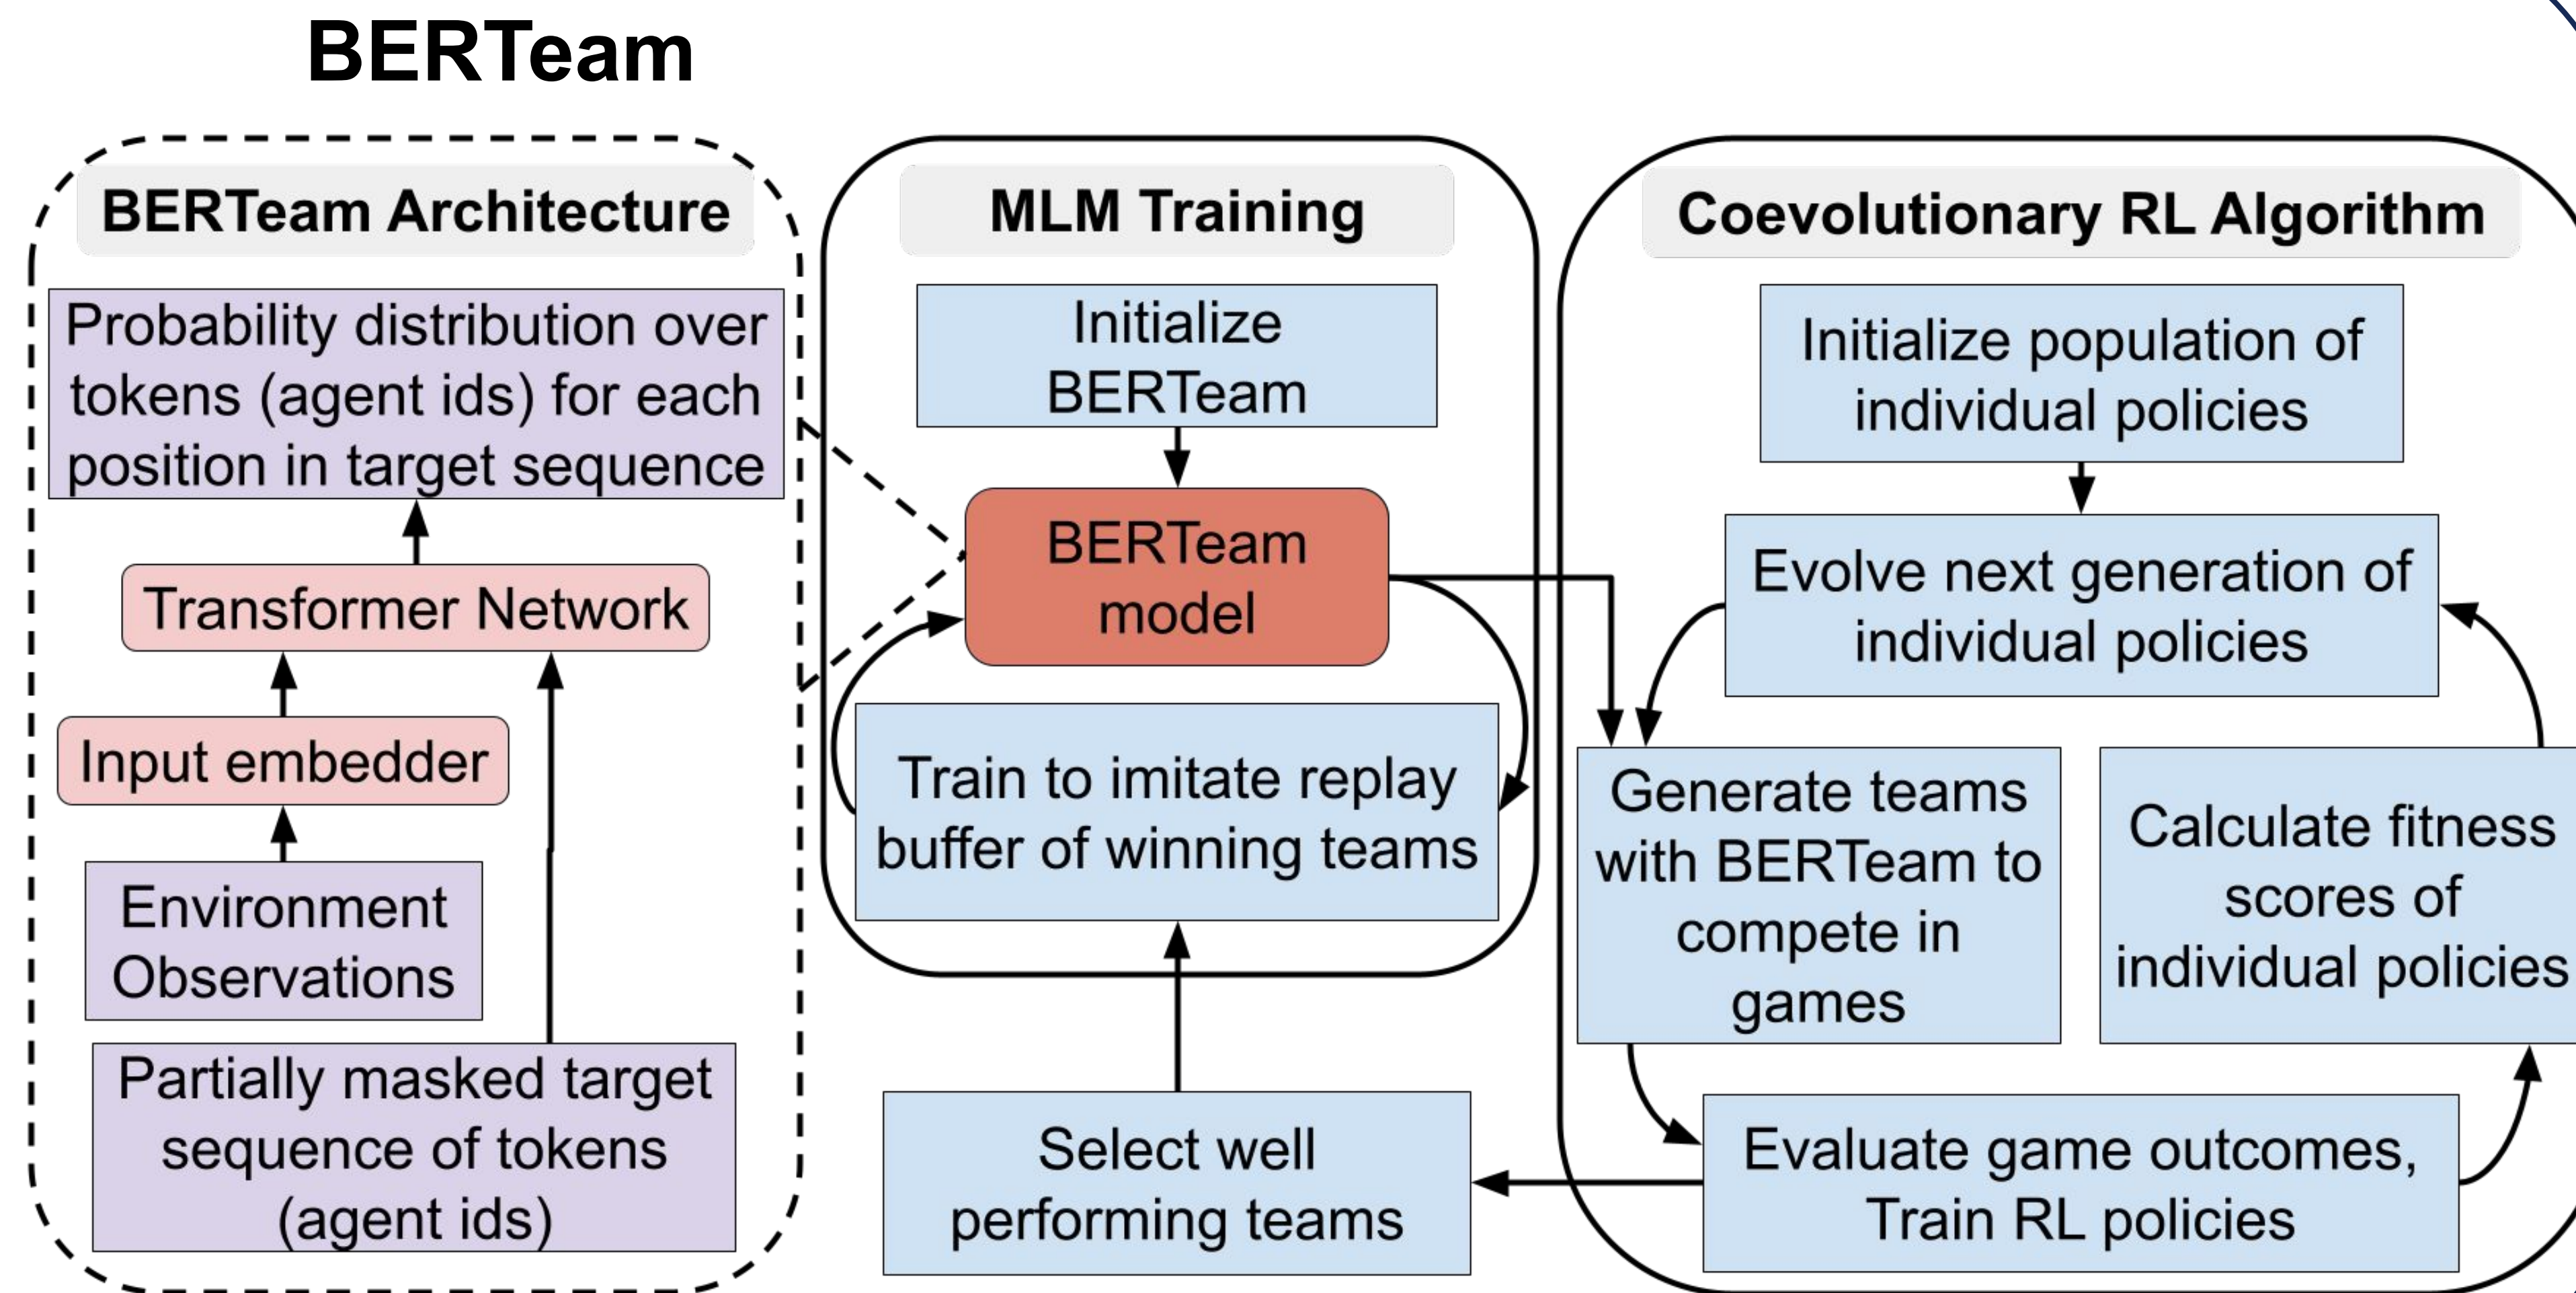 BERTeam
BERTeam Architecture
Probability distribution over
tokens (agent ids) for each
position in target sequence
Transformer Network
Input embedder
Environment
Observations
Partially masked target
sequence of tokens
(agent ids)
MLM Training
Initialize
BERTeam
BERTeam
model
Train to imitate replay
buffer of winning teams
Select well
performing teams
Coevolutionary RL Algorithm
Initialize population of
individual policies
Evolve next generation of
individual policies
Generate teams
with BERTeam to
compete in
games
Calculate fitness
scores of
individual policies
Evaluate game outcomes,
Train RL policies